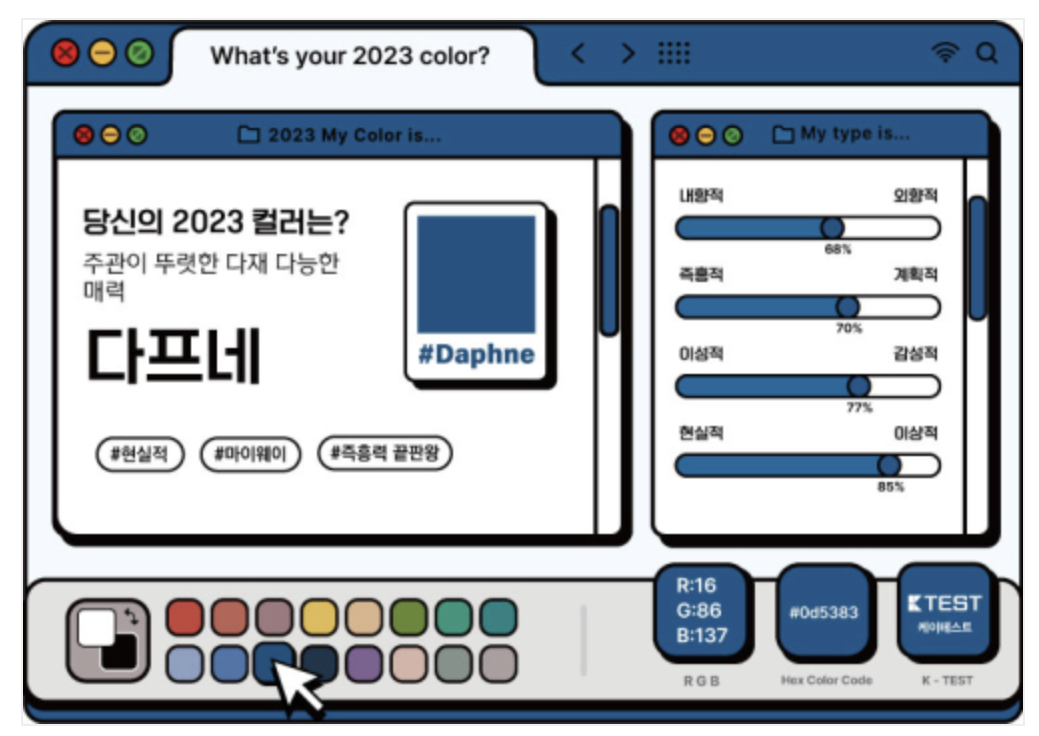 What's your 2023 color?
2023 My Color is...
당신의 2023 컬러는?
주관이 뚜렷한 다재 다능한
매력
다프네
#Daphne
#현실적 #마이웨이 #즉흥력 끝판왕
My type is...
내향적 외향적
68%
즉흥적 계획적
70%
이성적 감성적
77%
현실적 이상적
85%
R:16
G:86
B:137
RGB
#0d5383
Hex Color Code
KTEST
케이테스트
K - TEST